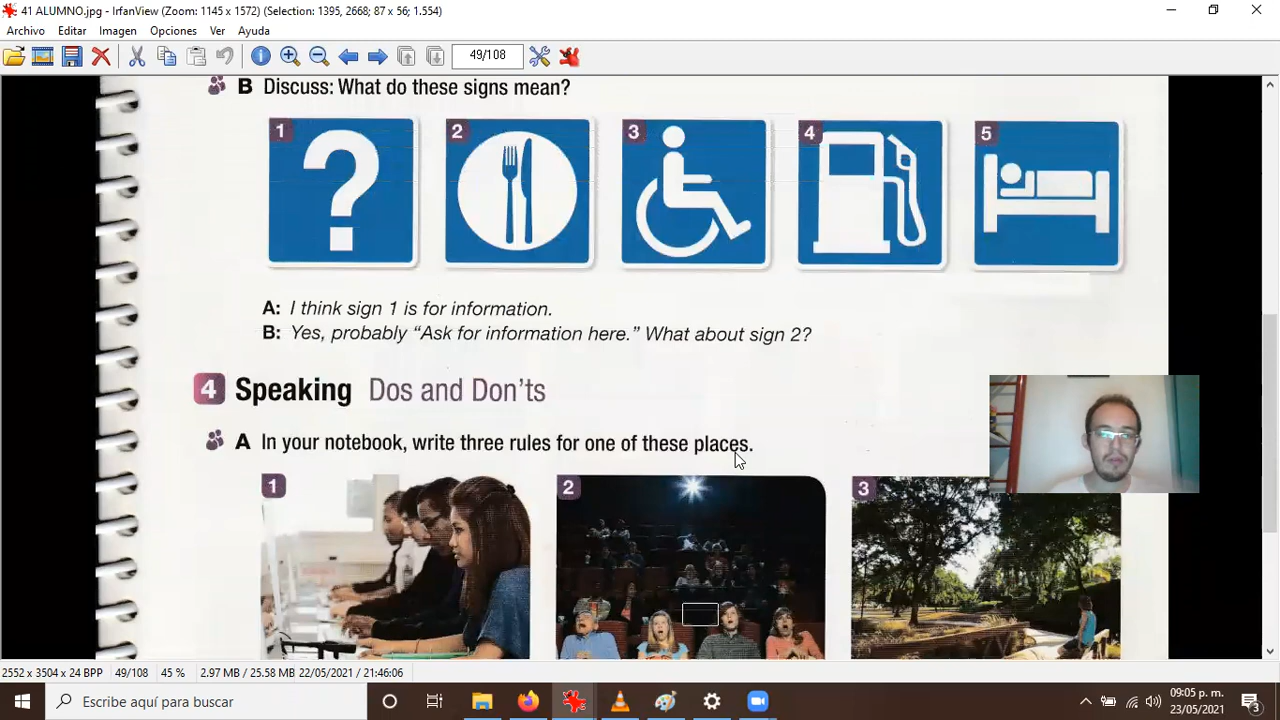 41 ALUMNO.jpg - IrfanView (Zoom: 1145 x 1572) (Selection: 1395, 2668; 87 x 56; 1.554)
Archivo Editar Imagen Opciones Ver Ayuda
49/108
B Discuss: What do these signs mean?
1 2 3 4 5
?
A: I think sign 1 is for information.
B: Yes, probably “Ask for information here.” What about sign 2?
4 Speaking Dos and Don'ts
A In your notebook, write three rules for one of these places.
1 2 3
2552 x 3504 x 24 BPP 49/108 45 % 2.97 MB / 25.58 MB 22/05/2021 / 21:46:06
Escribe aquí para buscar
09:05 p. m.
23/05/2021
3